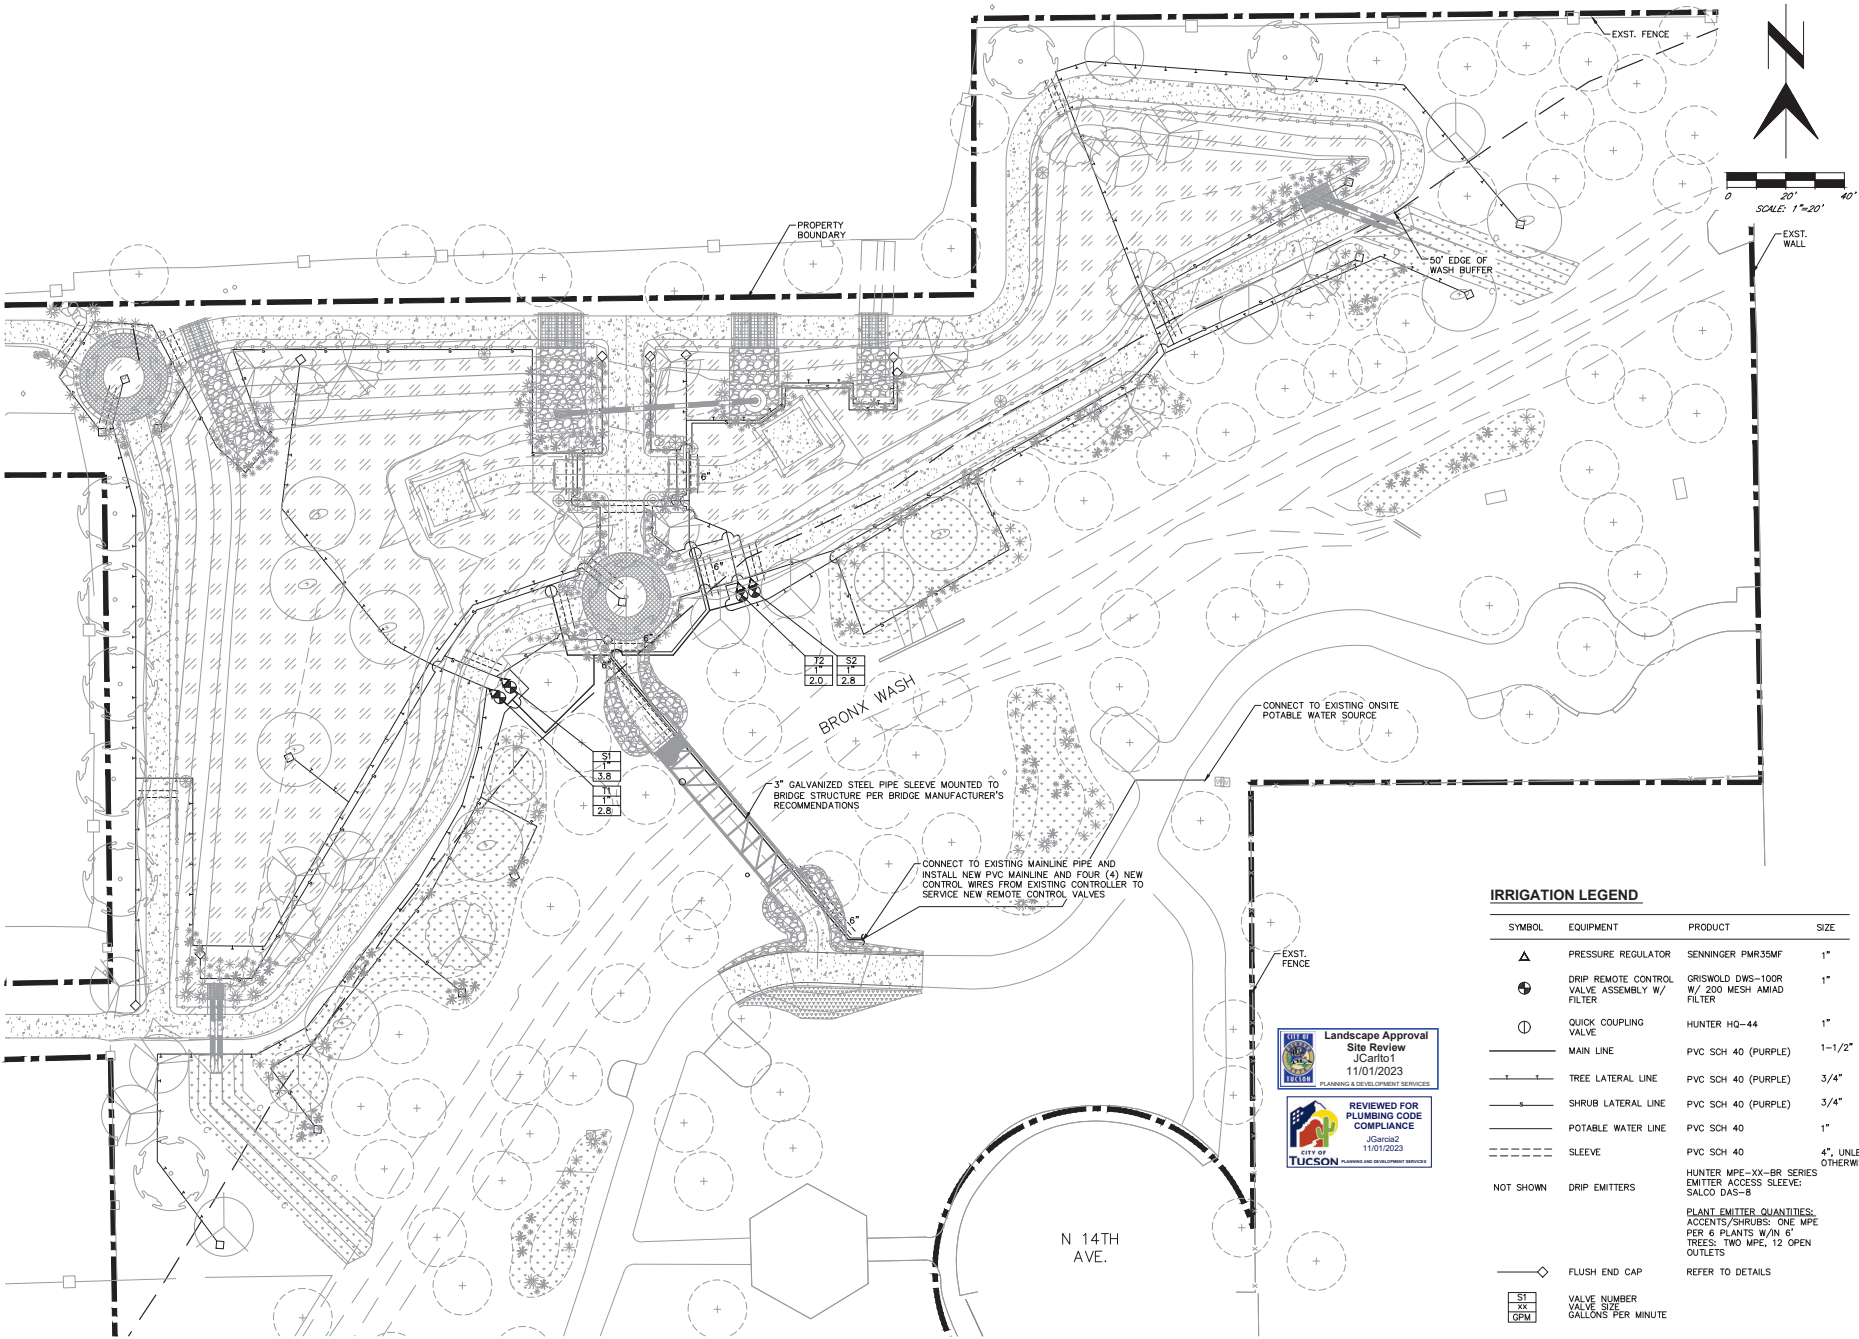 EXST. FENCE
N
0 20' 40'
SCALE: 1"=20'
PROPERTY
BOUNDARY
EXST.
WALL
50' EDGE OF
WASH BUFFER
6"
6"
6"
6"
T2
1"
2.0
S2
1"
2.8
BRONX WASH
CONNECT TO EXISTING ONSITE
POTABLE WATER SOURCE
S1
1"
3.8
T1
1"
2.8
3" GALVANIZED STEEL PIPE SLEEVE MOUNTED TO
BRIDGE STRUCTURE PER BRIDGE MANUFACTURER'S
RECOMMENDATIONS
CONNECT TO EXISTING MAINLINE PIPE AND
INSTALL NEW PVC MAINLINE AND FOUR (4) NEW
CONTROL WIRES FROM EXISTING CONTROLLER TO
SERVICE NEW REMOTE CONTROL VALVES
6"
EXST.
FENCE
N 14TH
AVE.
CITY OF
TUCSON
Landscape Approval
Site Review
JCarlto1
11/01/2023
PLANNING & DEVELOPMENT SERVICES
REVIEWED FOR
PLUMBING CODE
COMPLIANCE
JGarcia2
11/01/2023
CITY OF
TUCSON
PLANNING AND DEVELOPMENT SERVICES
IRRIGATION LEGEND
SYMBOL EQUIPMENT PRODUCT SIZE
PRESSURE REGULATOR SENNINGER PMR35MF 1"
DRIP REMOTE CONTROL GRISWOLD DWS-100R 1"
VALVE ASSEMBLY W/ W/ 200 MESH AMIAD
FILTER FILTER
QUICK COUPLING HUNTER HQ-44 1"
VALVE
MAIN LINE PVC SCH 40 (PURPLE) 1-1/2"
TREE LATERAL LINE PVC SCH 40 (PURPLE) 3/4"
SHRUB LATERAL LINE PVC SCH 40 (PURPLE) 3/4"
POTABLE WATER LINE PVC SCH 40 1"
SLEEVE PVC SCH 40 4", UNLE
OTHERWI
NOT SHOWN DRIP EMITTERS HUNTER MPE-XX-BR SERIES
EMITTER ACCESS SLEEVE:
SALCO DAS-8
PLANT EMITTER QUANTITIES:
ACCENTS/SHRUBS: ONE MPE
PER 6 PLANTS W/IN 6'
TREES: TWO MPE, 12 OPEN
OUTLETS
FLUSH END CAP REFER TO DETAILS
S1 VALVE NUMBER
XX VALVE SIZE
GPM GALLONS PER MINUTE